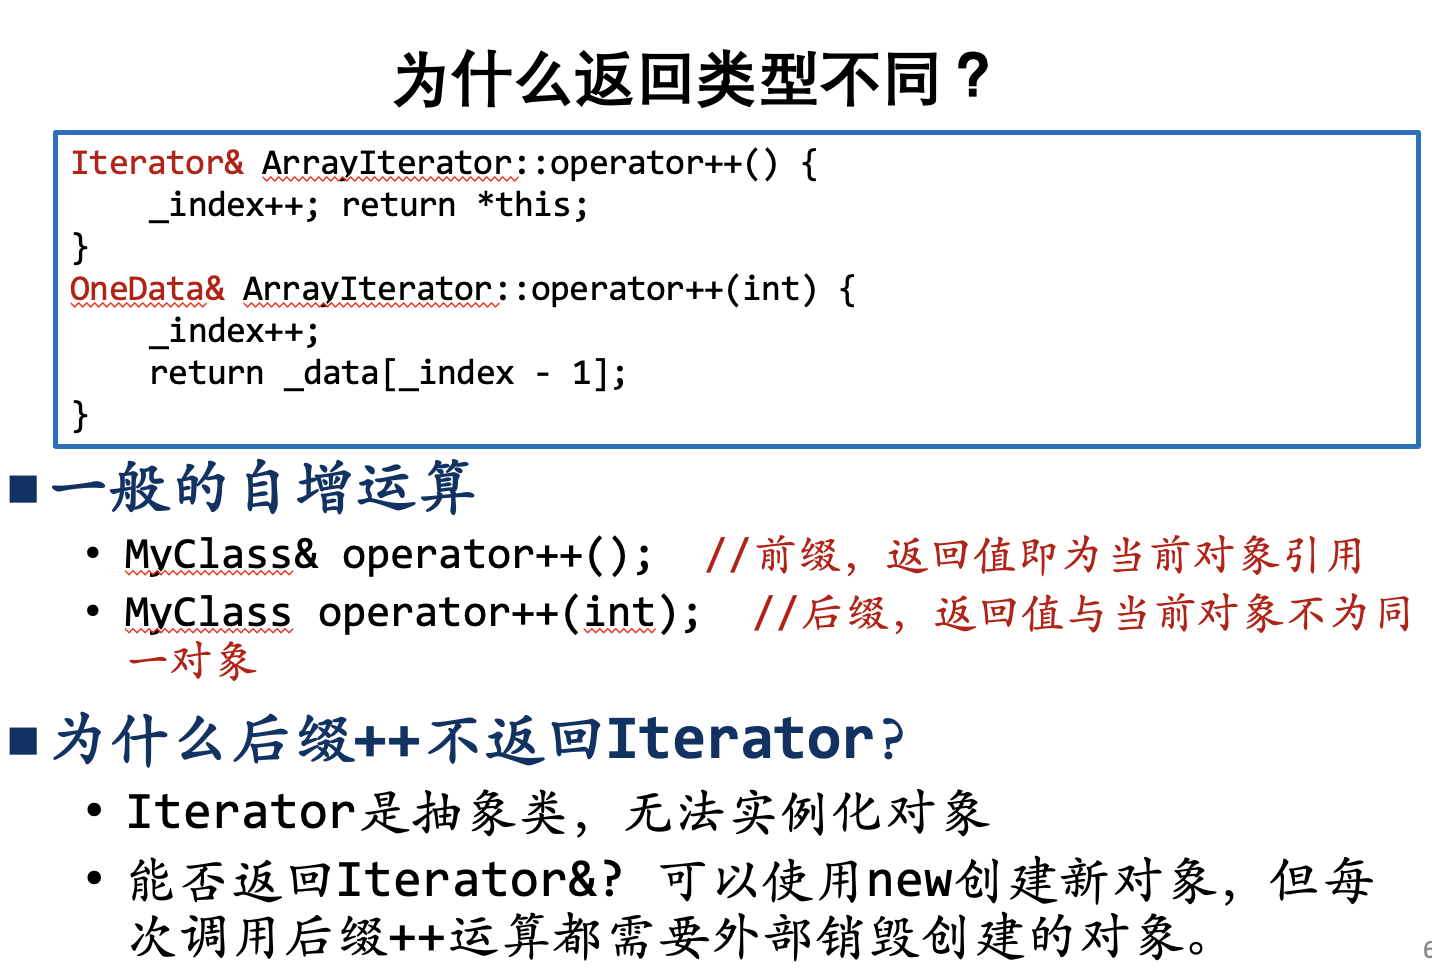 为什么返回类型不同？
Iterator& ArrayIterator::operator++() {
    _index++; return *this;
}
OneData& ArrayIterator::operator++(int) {
    _index++;
    return _data[_index - 1];
}
■一般的自增运算
• MyClass& operator++();  //前缀，返回值即为当前对象引用
• MyClass operator++(int);  //后缀，返回值与当前对象不为同
一对象
■为什么后缀++不返回Iterator?
• Iterator是抽象类，无法实例化对象
• 能否返回Iterator&? 可以使用new创建新对象，但每
次调用后缀++运算都需要外部销毁创建的对象。
6